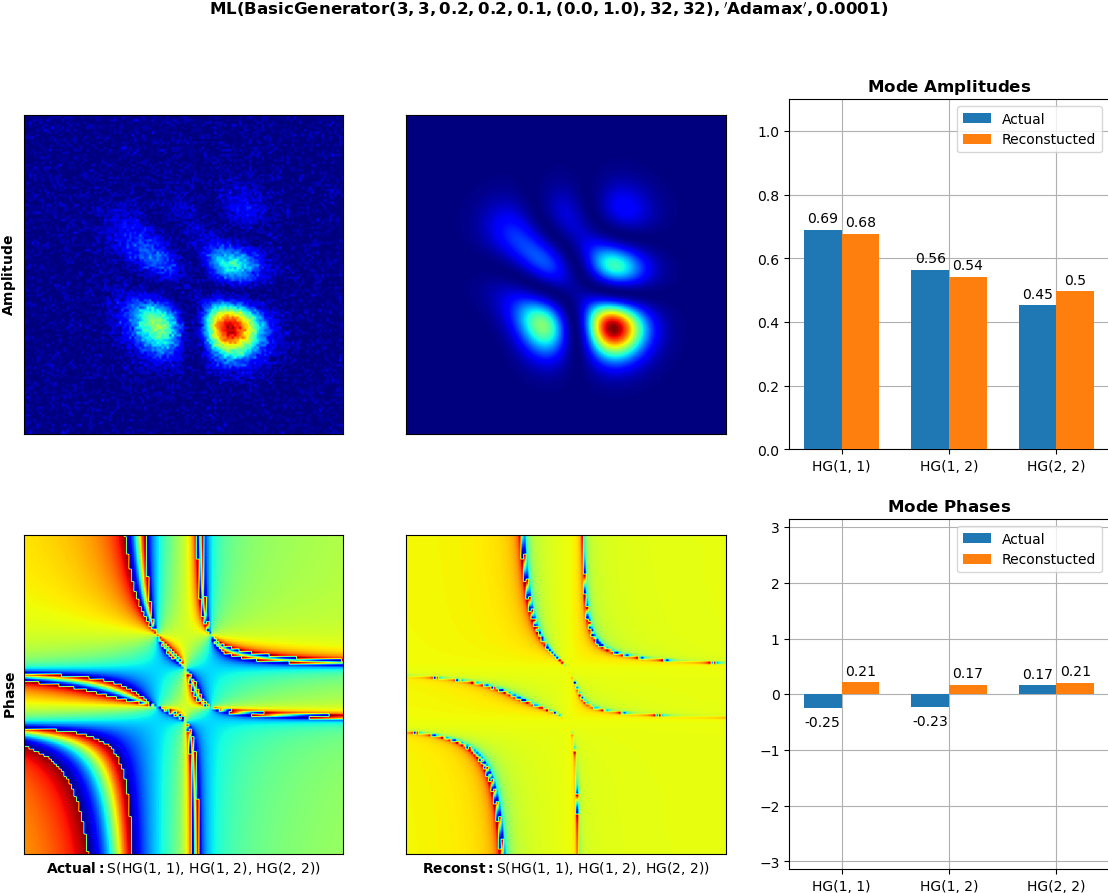 ML(BasicGenerator(3, 3, 0.2, 0.2, 0.1, (0.0, 1.0), 32, 32), 'Adamax', 0.0001)
Amplitude
Mode Amplitudes
Actual
Reconstucted
1.0
0.8
0.6
0.4
0.2
0.0
0.69
0.68
0.56
0.54
0.45
0.5
HG(1, 1)
HG(1, 2)
HG(2, 2)
Phase
Actual: S(HG(1, 1), HG(1, 2), HG(2, 2))
Reconst: S(HG(1, 1), HG(1, 2), HG(2, 2))
Mode Phases
Actual
Reconstucted
3
2
1
0
−1
−2
−3
-0.25
0.21
-0.23
0.17
0.17
0.21
HG(1, 1)
HG(1, 2)
HG(2, 2)